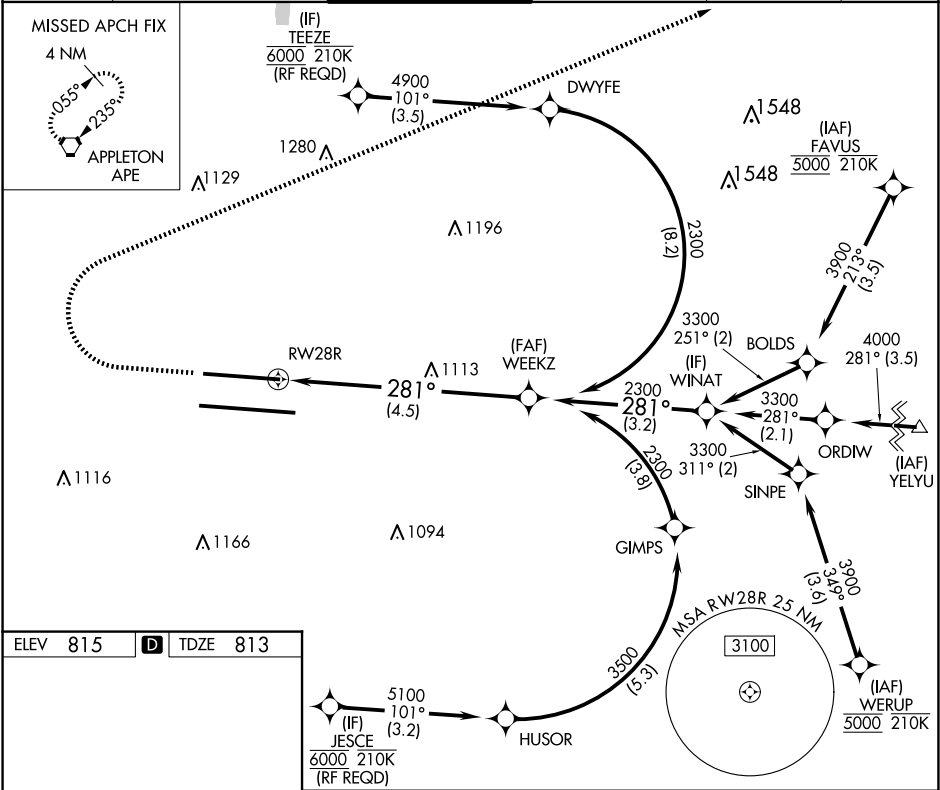 MISSED APCH FIX
4 NM
055°
235°
APPLETON
APE
(IF)
TEEZE
6000 210K
(RF REQD)
4900
101°
(3.5)
DWYFE
1548
1548
(IAF)
FAVUS
5000 210K
1280
1129
1196
2300
(8.2)
3900
213°
(3.5)
3300
251° (2)
BOLDS
4000
281° (3.5)
RW28R
1113
(FAF)
WEEKZ
(IF)
WINAT
281°
(4.5)
2300
281°
(3.2)
3300
281°
(2.1)
ORDIW
(IAF)
YELYU
3300
311° (2)
SINPE
2300
(3.8)
1116
1166
1094
GIMPS
3900
349°
(3.6)
MSA RW28R 25 NM
3100
ELEV 815 D TDZE 813
3500
(5.3)
(IAF)
WERUP
5000 210K
5100
101°
(3.2)
(IF)
JESCE
6000 210K
(RF REQD)
HUSOR